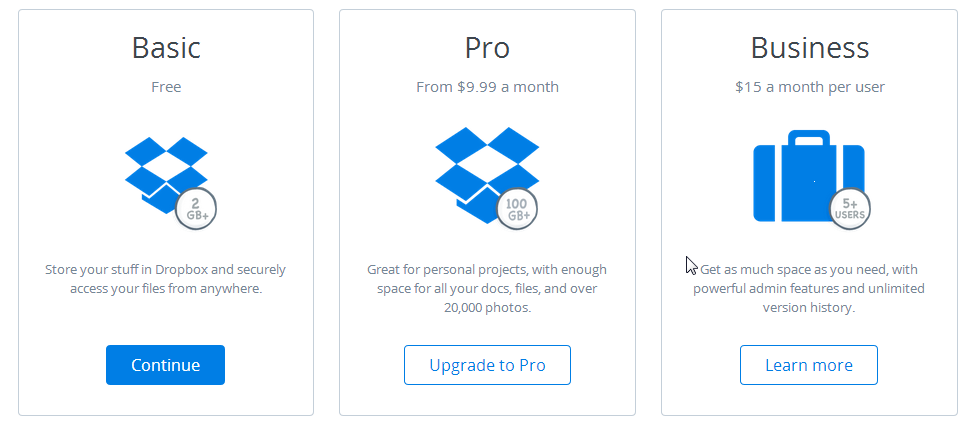 Basic
Free
2
GB+
Store your stuff in Dropbox and securely
access your files from anywhere.
Continue
Pro
From $9.99 a month
100
GB+
Great for personal projects, with enough
space for all your docs, files, and over
20,000 photos.
Upgrade to Pro
Business
$15 a month per user
5+
USERS
Get as much space as you need, with
powerful admin features and unlimited
version history.
Learn more